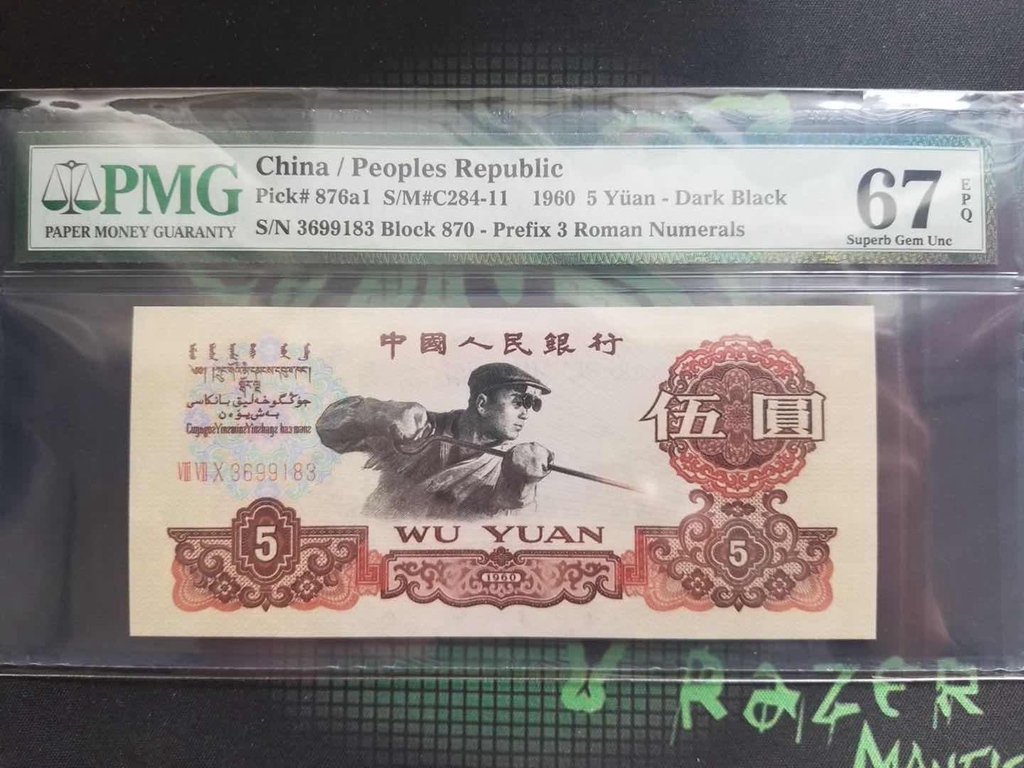 PMG
PAPER MONEY GUARANTY
China / Peoples Republic
Pick# 876a1 S/M#C284-11 1960 5 Yüan - Dark Black
S/N 3699183 Block 870 - Prefix 3 Roman Numerals
67
EPQ
Superb Gem Unc
中國人民銀行
VIII VII X 3699183
伍圓
WU YUAN
5
1960
5
RAZER